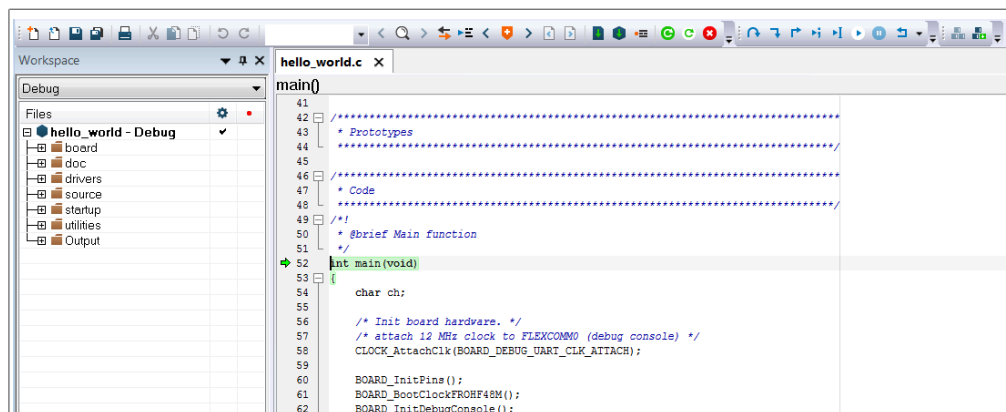 Workspace
Debug
Files
hello_world - Debug
board
doc
drivers
source
startup
utilities
Output
hello_world.c
main()
41
42 /*******************************************************************************
43 * Prototypes
44 ******************************************************************************/
45
46 /*******************************************************************************
47 * Code
48 ******************************************************************************/
49 /*!
50 * @brief Main function
51 */
52 int main(void)
53 {
54 char ch;
55
56 /* Init board hardware. */
57 /* attach 12 MHz clock to FLEXCOMM0 (debug console) */
58 CLOCK_AttachClk(BOARD_DEBUG_UART_CLK_ATTACH);
59
60 BOARD_InitPins();
61 BOARD_BootClockFROHF48M();
62 BOARD_InitDebugConsole();